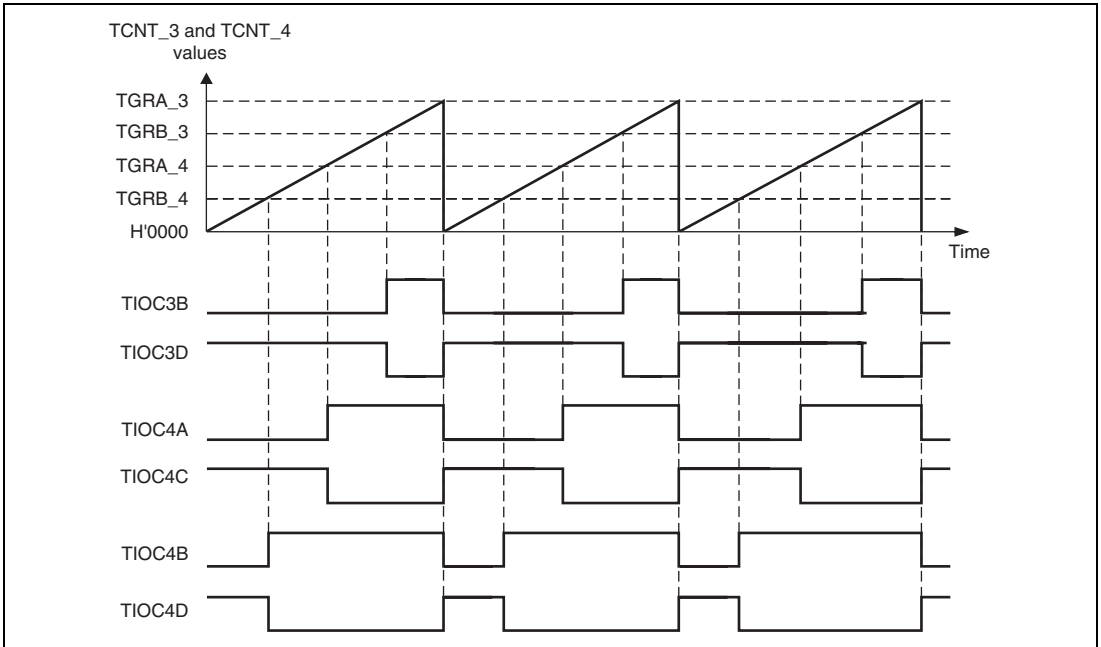 TCNT_3 and TCNT_4
values
TGRA_3
TGRB_3
TGRA_4
TGRB_4
H'0000
Time
TIOC3B
TIOC3D
TIOC4A
TIOC4C
TIOC4B
TIOC4D